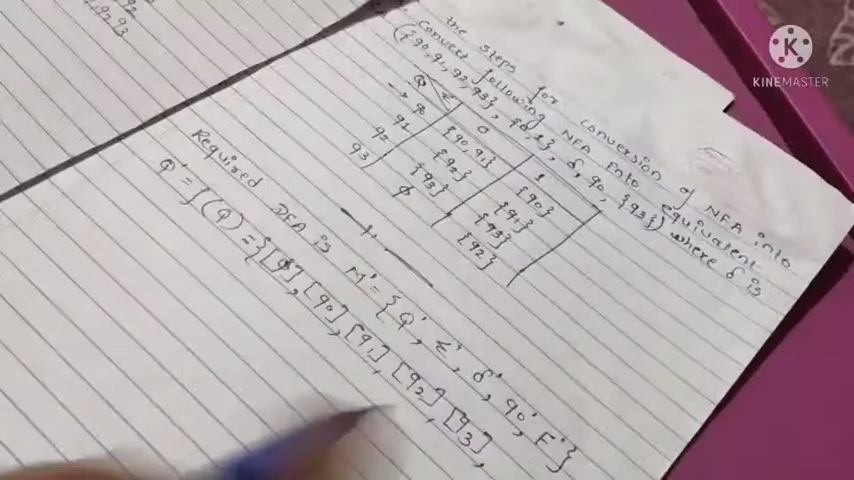 9293
the steps for conversion of NFA into
Convert following NFA into equivalent
({q0,q1,q2,q3}, {0,1}, δ, q0, {q3}) where δ is
Q Σ 0 1
→ q0 {q0,q1} {q0}
q1 {q2} {q1}
q2 {q3} {q3}
q3 ϕ {q2}
Required DFA is M' = {Q', Σ', δ', q0', F'}
Q' = 2(Q) = {[ϕ], [q0], [q1], [q2], [q3],
KINEMASTER